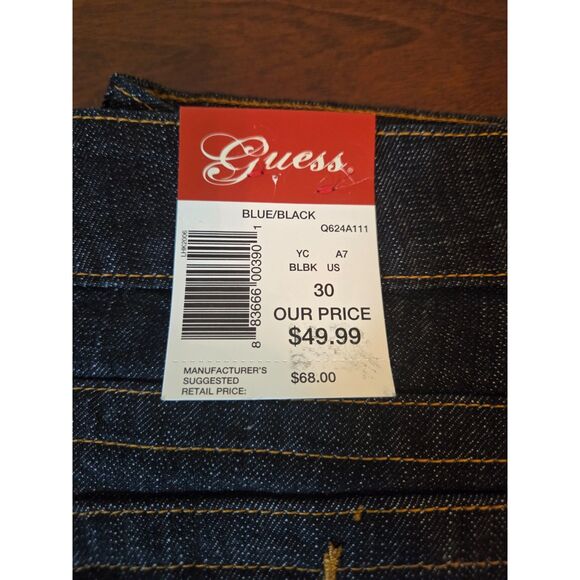 Guess®
BLUE/BLACK
Q624A111
LHK2006
8 83666 00390 1
YC A7
BLBK US
30
OUR PRICE
$49.99
MANUFACTURER'S
SUGGESTED
RETAIL PRICE:
$68.00